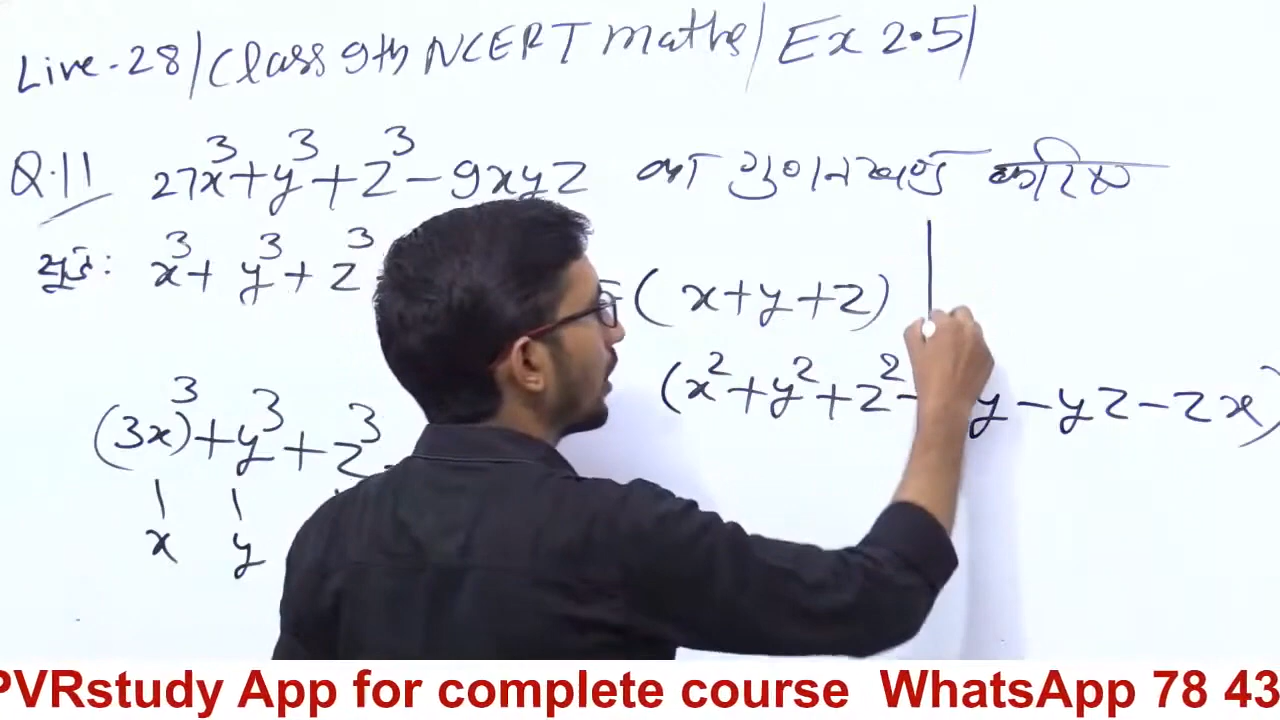 Live-28/Class 9th NCERT maths/Ex 2.5/
Q.11 27x³+y³+z³-9xyz का गुणनखण्ड करिए
सूत्र: x³+y³+z³ =(x+y+z)
(x²+y²+z²- y-yz-zx)
(3x)³+y³+z³-
x y
PVRstudy App for complete course WhatsApp 78 43